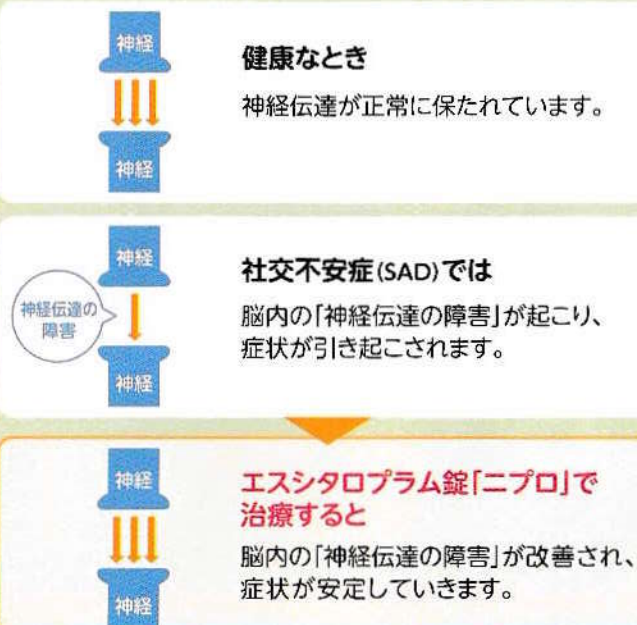 神経
健康なとき
神経伝達が正常に保たれています。
神経
神経
社交不安症(SAD)では
神経伝達の
障害
脳内の「神経伝達の障害」が起こり、
症状が引き起こされます。
神経
神経
エスシタロプラム錠「ニプロ」で
治療すると
脳内の「神経伝達の障害」が改善され、
症状が安定していきます。
神経